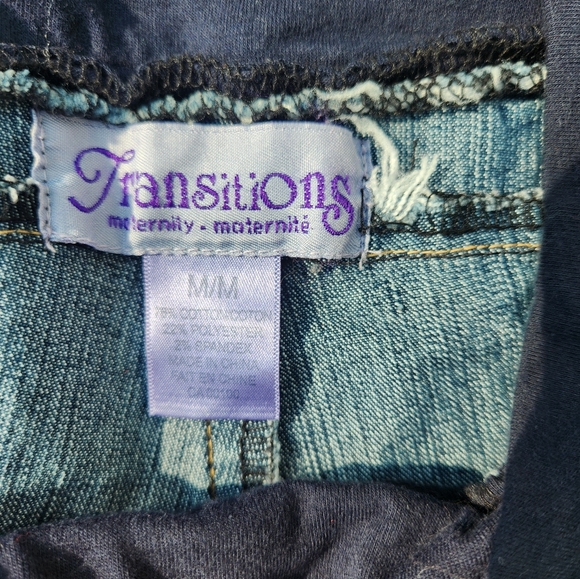 Transitions
maternity • maternité
M/M
76% COTTON/COTON
22% POLYESTER
2% SPANDEX
MADE IN CHINA
FAIT EN CHINE